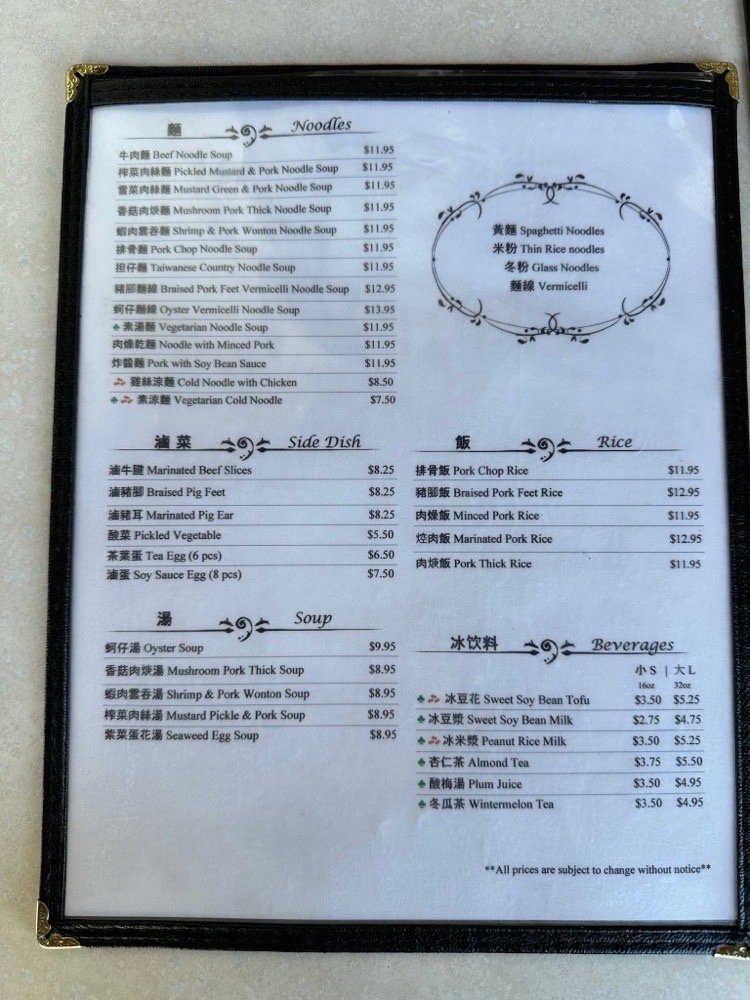 麵 Noodles
牛肉麵 Beef Noodle Soup $11.95
榨菜肉絲麵 Pickled Mustard & Pork Noodle Soup $11.95
雪菜肉絲麵 Mustard Green & Pork Noodle Soup $11.95
香菇肉焿麵 Mushroom Pork Thick Noodle Soup $11.95
蝦肉雲吞麵 Shrimp & Pork Wonton Noodle Soup $11.95
排骨麵 Pork Chop Noodle Soup $11.95
担仔麵 Taiwanese Country Noodle Soup $11.95
豬腳麵線 Braised Pork Feet Vermicelli Noodle Soup $12.95
蚵仔麵線 Oyster Vermicelli Noodle Soup $13.95
素湯麵 Vegetarian Noodle Soup $11.95
肉燥乾麵 Noodle with Minced Pork $11.95
炸醬麵 Pork with Soy Bean Sauce $11.95
雞絲涼麵 Cold Noodle with Chicken $8.50
素涼麵 Vegetarian Cold Noodle $7.50
黃麵 Spaghetti Noodles
米粉 Thin Rice noodles
冬粉 Glass Noodles
麵線 Vermicelli
滷菜 Side Dish
滷牛腱 Marinated Beef Slices $8.25
滷豬腳 Braised Pig Feet $8.25
滷豬耳 Marinated Pig Ear $8.25
酸菜 Pickled Vegetable $5.50
茶葉蛋 Tea Egg (6 pcs) $6.50
滷蛋 Soy Sauce Egg (8 pcs) $7.50
飯 Rice
排骨飯 Pork Chop Rice $11.95
豬腳飯 Braised Pork Feet Rice $12.95
肉燥飯 Minced Pork Rice $11.95
焢肉飯 Marinated Pork Rice $12.95
肉焿飯 Pork Thick Rice $11.95
湯 Soup
蚵仔湯 Oyster Soup $9.95
香菇肉焿湯 Mushroom Pork Thick Soup $8.95
蝦肉雲吞湯 Shrimp & Pork Wonton Soup $8.95
榨菜肉絲湯 Mustard Pickle & Pork Soup $8.95
紫菜蛋花湯 Seaweed Egg Soup $8.95
冰饮料 Beverages
小 S | 大 L
16oz 32oz
冰豆花 Sweet Soy Bean Tofu $3.50 $5.25
冰豆漿 Sweet Soy Bean Milk $2.75 $4.75
冰米漿 Peanut Rice Milk $3.50 $5.25
杏仁茶 Almond Tea $3.75 $5.50
酸梅湯 Plum Juice $3.50 $4.95
冬瓜茶 Wintermelon Tea $3.50 $4.95
**All prices are subject to change without notice**